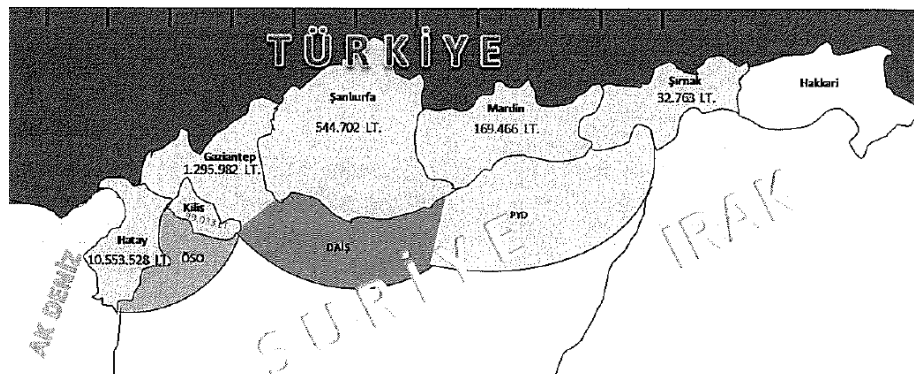 TÜRKİYE
Şanlıurfa
544.702 LT.
Mardin
169.466 LT.
Şırnak
32.763 LT.
Hakkari
Gaziantep
1.295.982 LT.
Kilis
Hatay
10.553.528 LT.
ÖSO
DAİŞ
PYD
SURİYE
IRAK
AK DENİZ